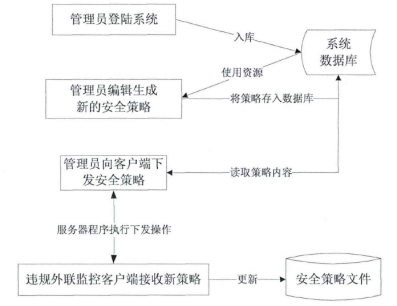 管理员登陆系统
入库
系统
数据库
使用资源
管理员编辑生成
新的安全策略
将策略存入数据库
管理员向客户端下
发安全策略
读取策略内容
服务器程序执行下发操作
违规外联监控客户端接收新策略
更新
安全策略文件